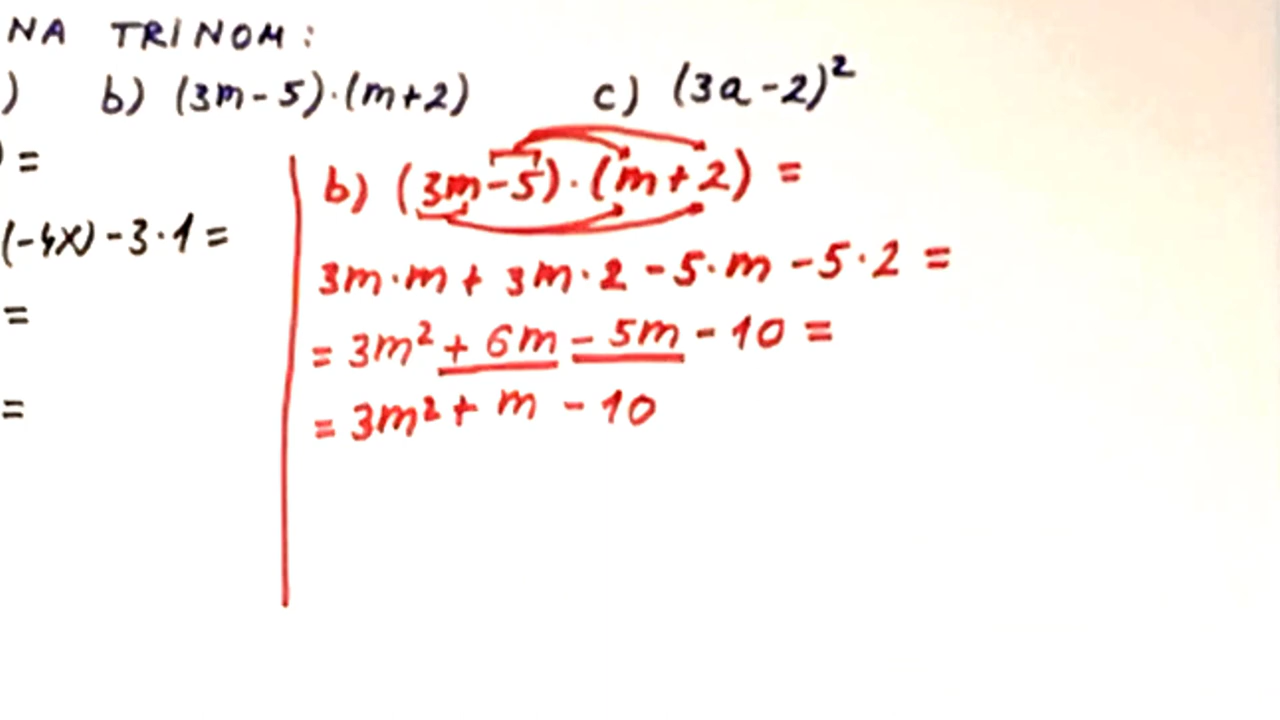 NA TRINOM:
) b) (3m-5)·(m+2) c) (3a-2)²
) =
(-4x)-3·1=
=
=
b) (3m-5)·(m+2) =
3m·m + 3m·2 -5·m -5·2 =
= 3m² + 6m - 5m - 10 =
= 3m² + m - 10